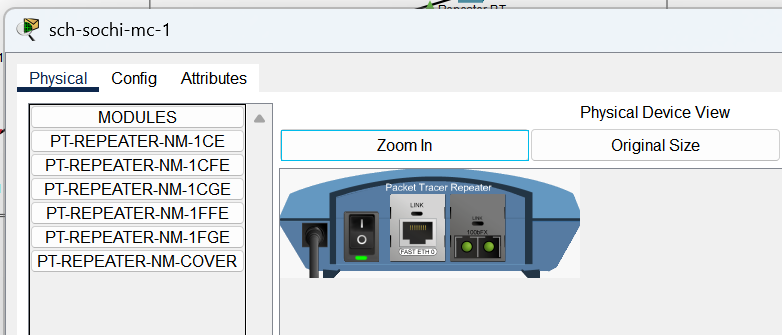 Repeater PT
sch-sochi-mc-1
Physical
Config
Attributes
MODULES
PT-REPEATER-NM-1CE
PT-REPEATER-NM-1CFE
PT-REPEATER-NM-1CGE
PT-REPEATER-NM-1FFE
PT-REPEATER-NM-1FGE
PT-REPEATER-NM-COVER
Physical Device View
Zoom In
Original Size
Packet Tracer Repeater
LINK
FAST ETH 0
LINK
100bFX